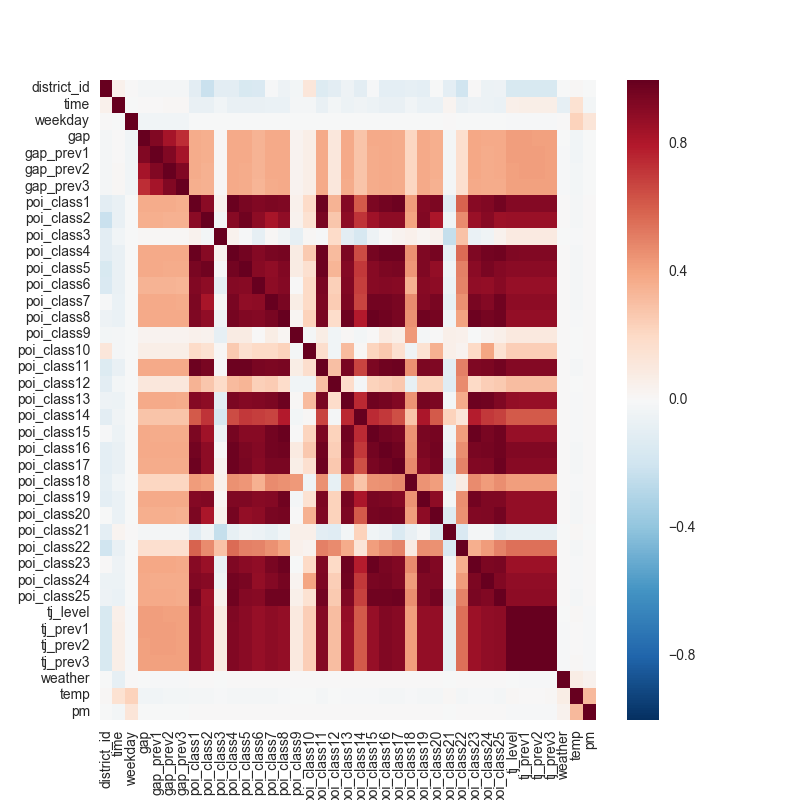 district_id
time
weekday
gap
gap_prev1
gap_prev2
gap_prev3
poi_class1
poi_class2
poi_class3
poi_class4
poi_class5
poi_class6
poi_class7
poi_class8
poi_class9
poi_class10
poi_class11
poi_class12
poi_class13
poi_class14
poi_class15
poi_class16
poi_class17
poi_class18
poi_class19
poi_class20
poi_class21
poi_class22
poi_class23
poi_class24
poi_class25
tj_level
tj_prev1
tj_prev2
tj_prev3
weather
temp
pm
district_id
time
weekday
gap
gap_prev1
gap_prev2
gap_prev3
poi_class1
poi_class2
poi_class3
poi_class4
poi_class5
poi_class6
poi_class7
poi_class8
poi_class9
poi_class10
poi_class11
poi_class12
poi_class13
poi_class14
poi_class15
poi_class16
poi_class17
poi_class18
poi_class19
poi_class20
poi_class21
poi_class22
poi_class23
poi_class24
poi_class25
tj_level
tj_prev1
tj_prev2
tj_prev3
weather
temp
pm
0.8
0.4
0.0
−0.4
−0.8